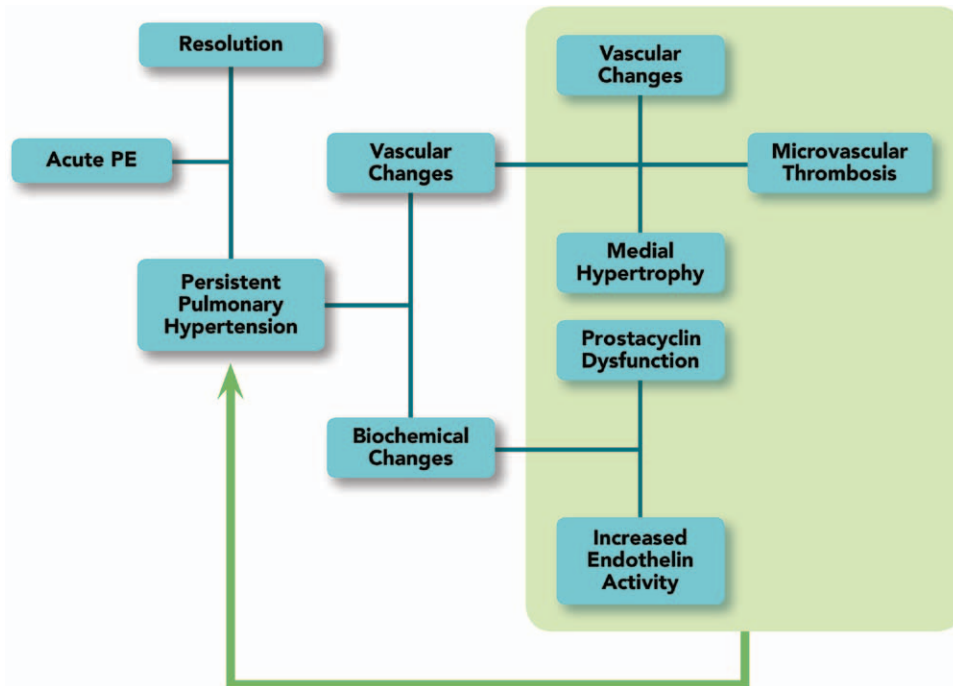 Resolution
Acute PE
Persistent
Pulmonary
Hypertension
Vascular
Changes
Biochemical
Changes
Vascular
Changes
Microvascular
Thrombosis
Medial
Hypertrophy
Prostacyclin
Dysfunction
Increased
Endothelin
Activity